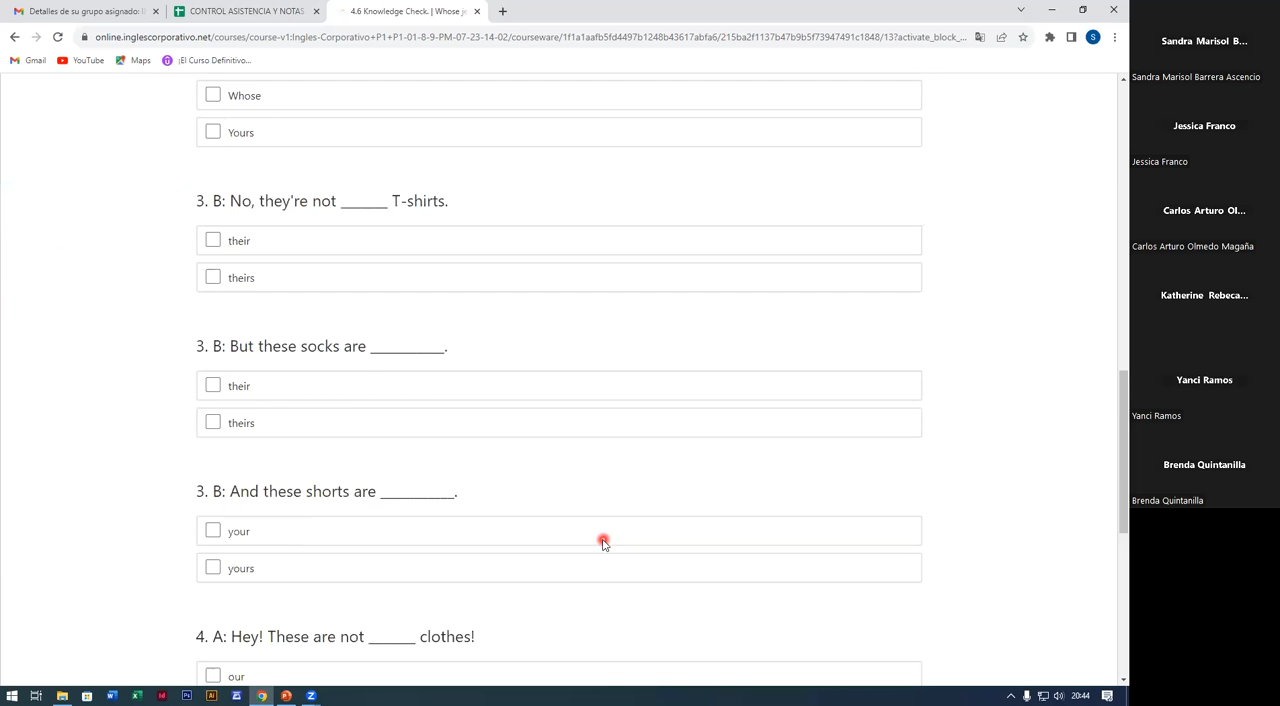 Detalles de su grupo asignado: I
CONTROL ASISTENCIA Y NOTAS
4.6 Knowledge Check. | Whose je
online.inglescorporativo.net/courses/course-v1:Ingles-Corporativo+P1+P1-01-8-9-PM-07-23-14-02/courseware/1f1a1aafb5fd4497b1248b43617abfa6/215ba2f1137b47b9b5f73947491c1848/13?activate_block_...
S
Gmail
YouTube
Maps
¡El Curso Definitivo...
Whose
Yours
3. B: No, they're not ______ T-shirts.
their
theirs
3. B: But these socks are __________.
their
theirs
3. B: And these shorts are __________.
your
yours
4. A: Hey! These are not ______ clothes!
our
Sandra Marisol B...
Sandra Marisol Barrera Ascencio
Jessica Franco
Jessica Franco
Carlos Arturo Ol...
Carlos Arturo Olmedo Magaña
Katherine Rebeca...
Yanci Ramos
Yanci Ramos
Brenda Quintanilla
Brenda Quintanilla
20:44